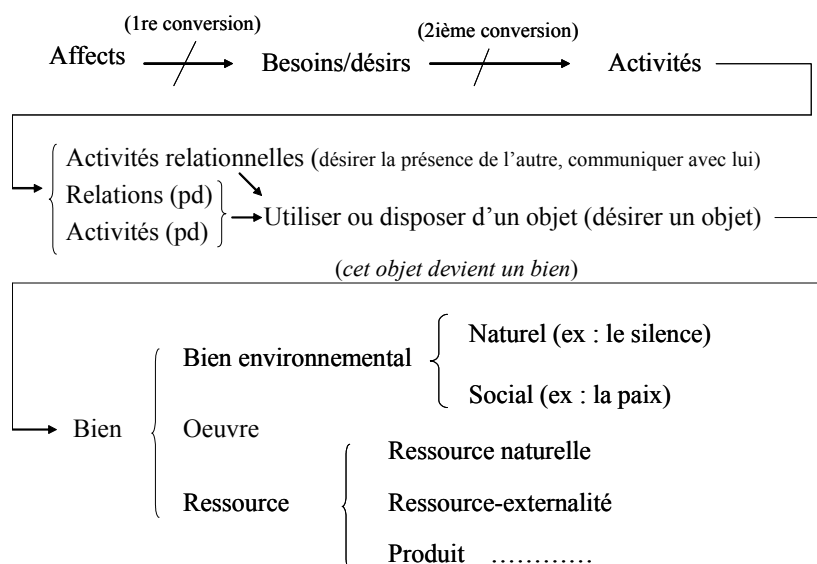 (1re conversion) (2ième conversion)
Affects Besoins/désirs Activités
Activités relationnelles (désirer la présence de l'autre, communiquer avec lui)
Relations (pd)
Utiliser ou disposer d'un objet (désirer un objet)
Activités (pd)
(cet objet devient un bien)
Naturel (ex : le silence)
Bien environnemental
Social (ex : la paix)
Bien Oeuvre
Ressource naturelle
Ressource Ressource-externalité
Produit …………